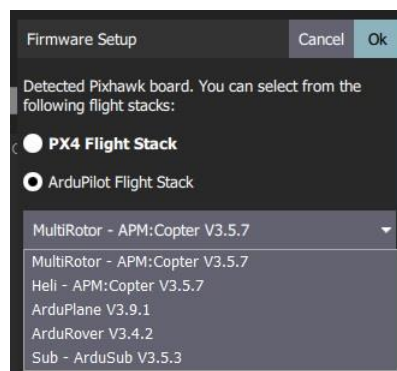 Firmware Setup Cancel Ok
Detected Pixhawk board. You can select from the
following flight stacks:
PX4 Flight Stack
ArduPilot Flight Stack
MultiRotor - APM:Copter V3.5.7
MultiRotor - APM:Copter V3.5.7
Heli - APM:Copter V3.5.7
ArduPlane V3.9.1
ArduRover V3.4.2
Sub - ArduSub V3.5.3